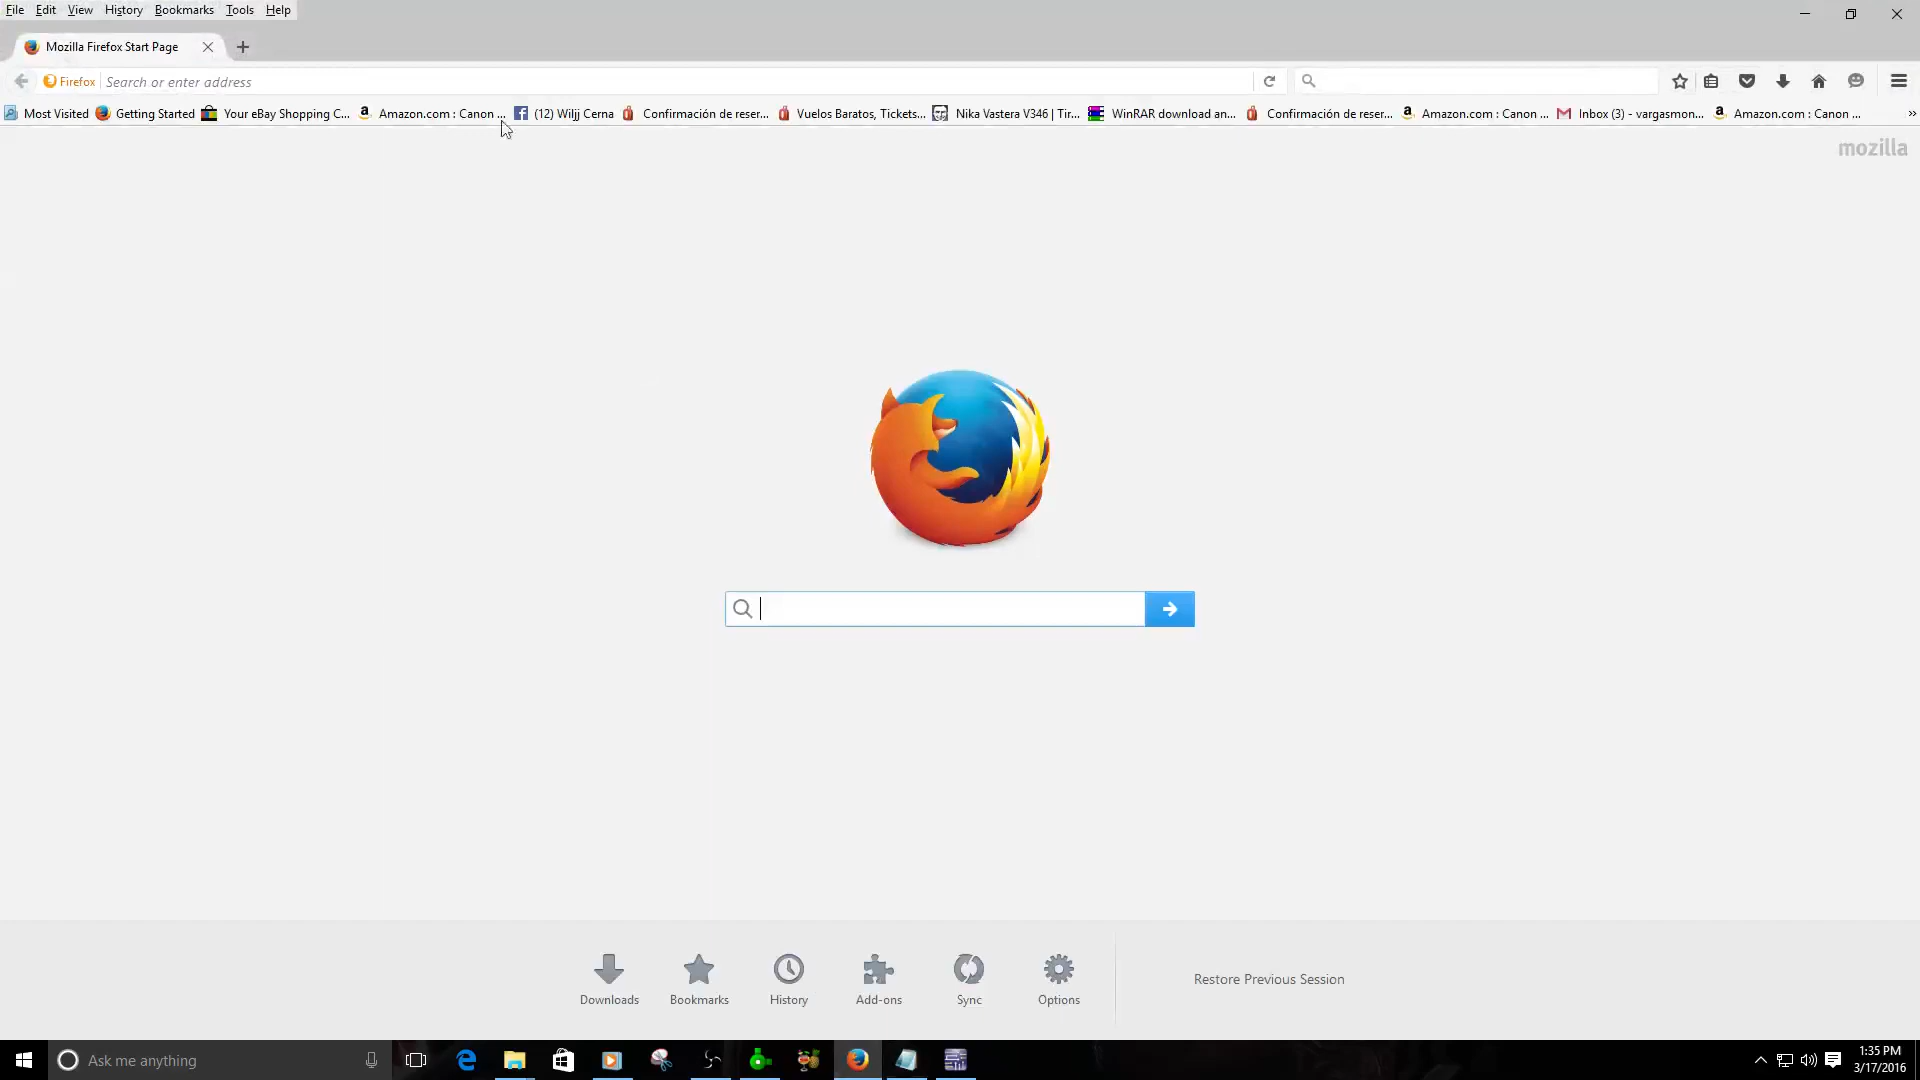 File Edit View History Bookmarks Tools Help
Mozilla Firefox Start Page
Firefox Search or enter address
Most Visited Getting Started Your eBay Shopping C... Amazon.com : Canon ... (12) Wiljj Cerna Confirmación de reser... Vuelos Baratos, Tickets... Nika Vastera V346 | Tir... WinRAR download an... Confirmación de reser... Amazon.com : Canon ... Inbox (3) - vargasmon... Amazon.com : Canon ... »
mozilla
Downloads Bookmarks History Add-ons Sync Options Restore Previous Session
Ask me anything
1:35 PM
3/17/2016